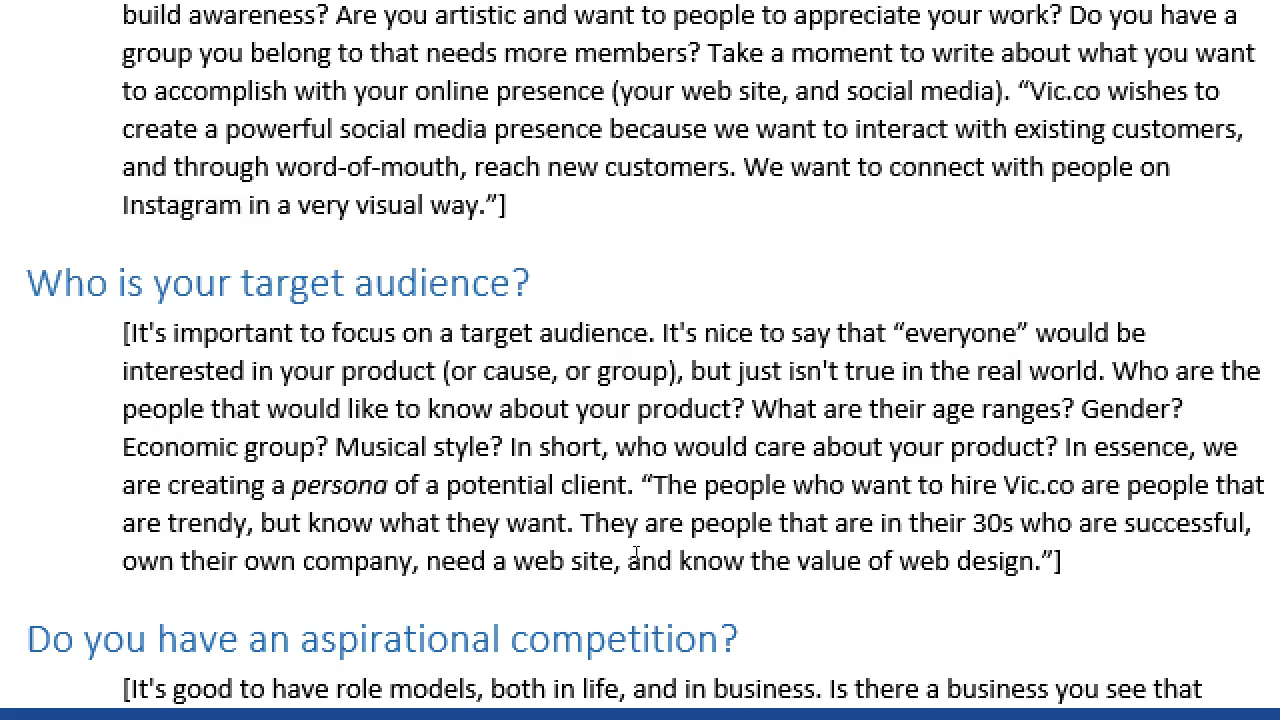 build awareness? Are you artistic and want to people to appreciate your work? Do you have a
group you belong to that needs more members? Take a moment to write about what you want
to accomplish with your online presence (your web site, and social media). “Vic.co wishes to
create a powerful social media presence because we want to interact with existing customers,
and through word-of-mouth, reach new customers. We want to connect with people on
Instagram in a very visual way.”]
Who is your target audience?
[It's important to focus on a target audience. It's nice to say that “everyone” would be
interested in your product (or cause, or group), but just isn't true in the real world. Who are the
people that would like to know about your product? What are their age ranges? Gender?
Economic group? Musical style? In short, who would care about your product? In essence, we
are creating a persona of a potential client. “The people who want to hire Vic.co are people that
are trendy, but know what they want. They are people that are in their 30s who are successful,
own their own company, need a web site, and know the value of web design.”]
Do you have an aspirational competition?
[It's good to have role models, both in life, and in business. Is there a business you see that